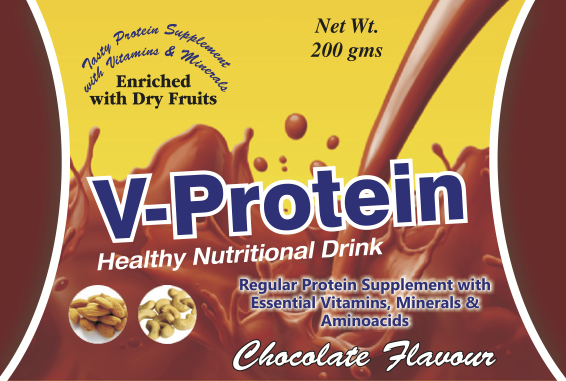 Tasty Protein Supplement
with Vitamins & Minerals
Enriched
with Dry Fruits
Net Wt.
200 gms
V-Protein
Healthy Nutritional Drink
Regular Protein Supplement with
Essential Vitamins, Minerals &
Aminoacids
Chocolate Flavour